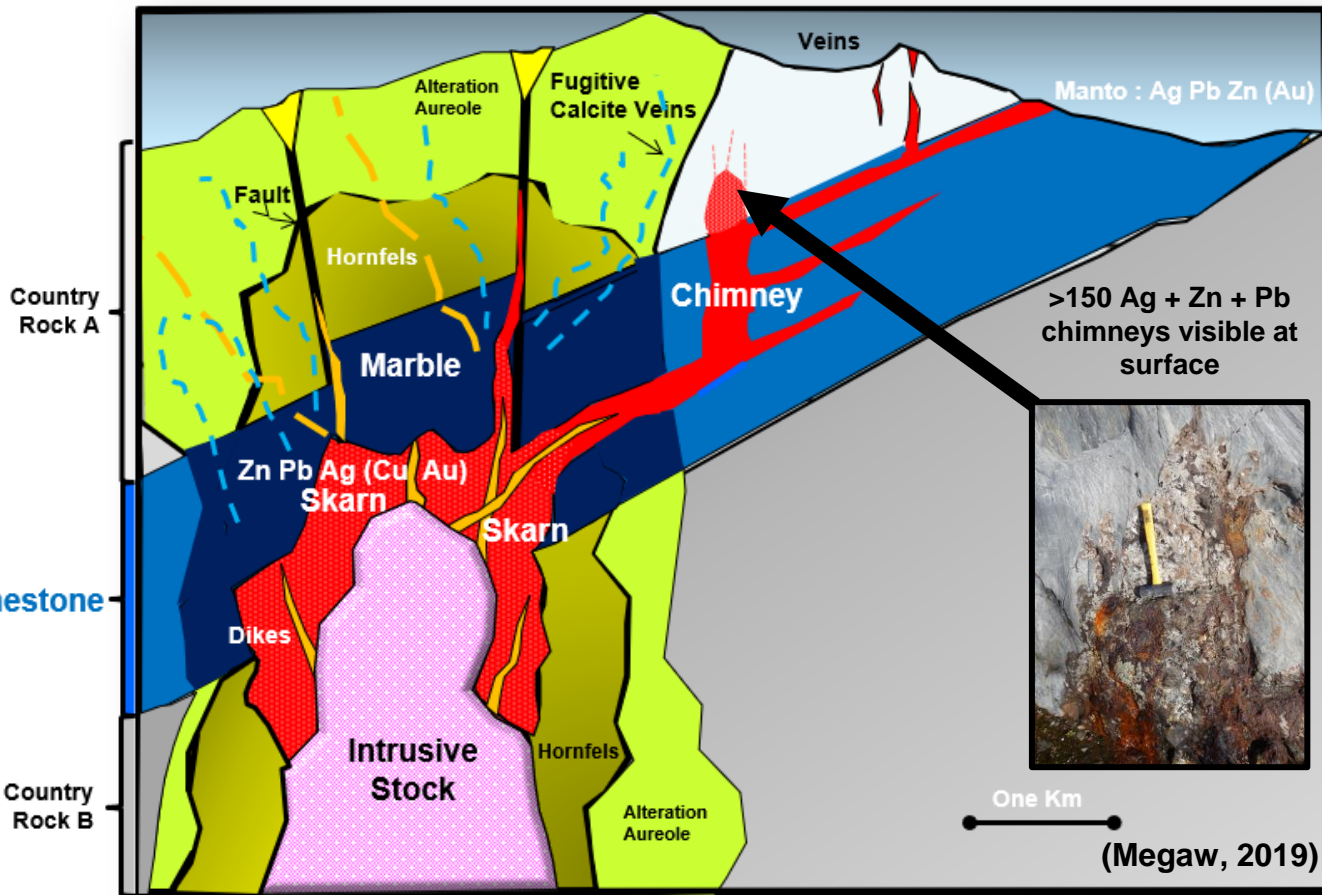 Veins
Manto : Ag Pb Zn (Au)
Alteration
Aureole
Fugitive
Calcite Veins
Fault
Hornfels
Country
Rock A
Chimney
>150 Ag + Zn + Pb
chimneys visible at
surface
Marble
Zn Pb Ag (Cu Au)
Skarn
Skarn
nestone
Dikes
Intrusive
Stock
Hornfels
Country
Rock B
Alteration
Aureole
One Km
(Megaw, 2019)